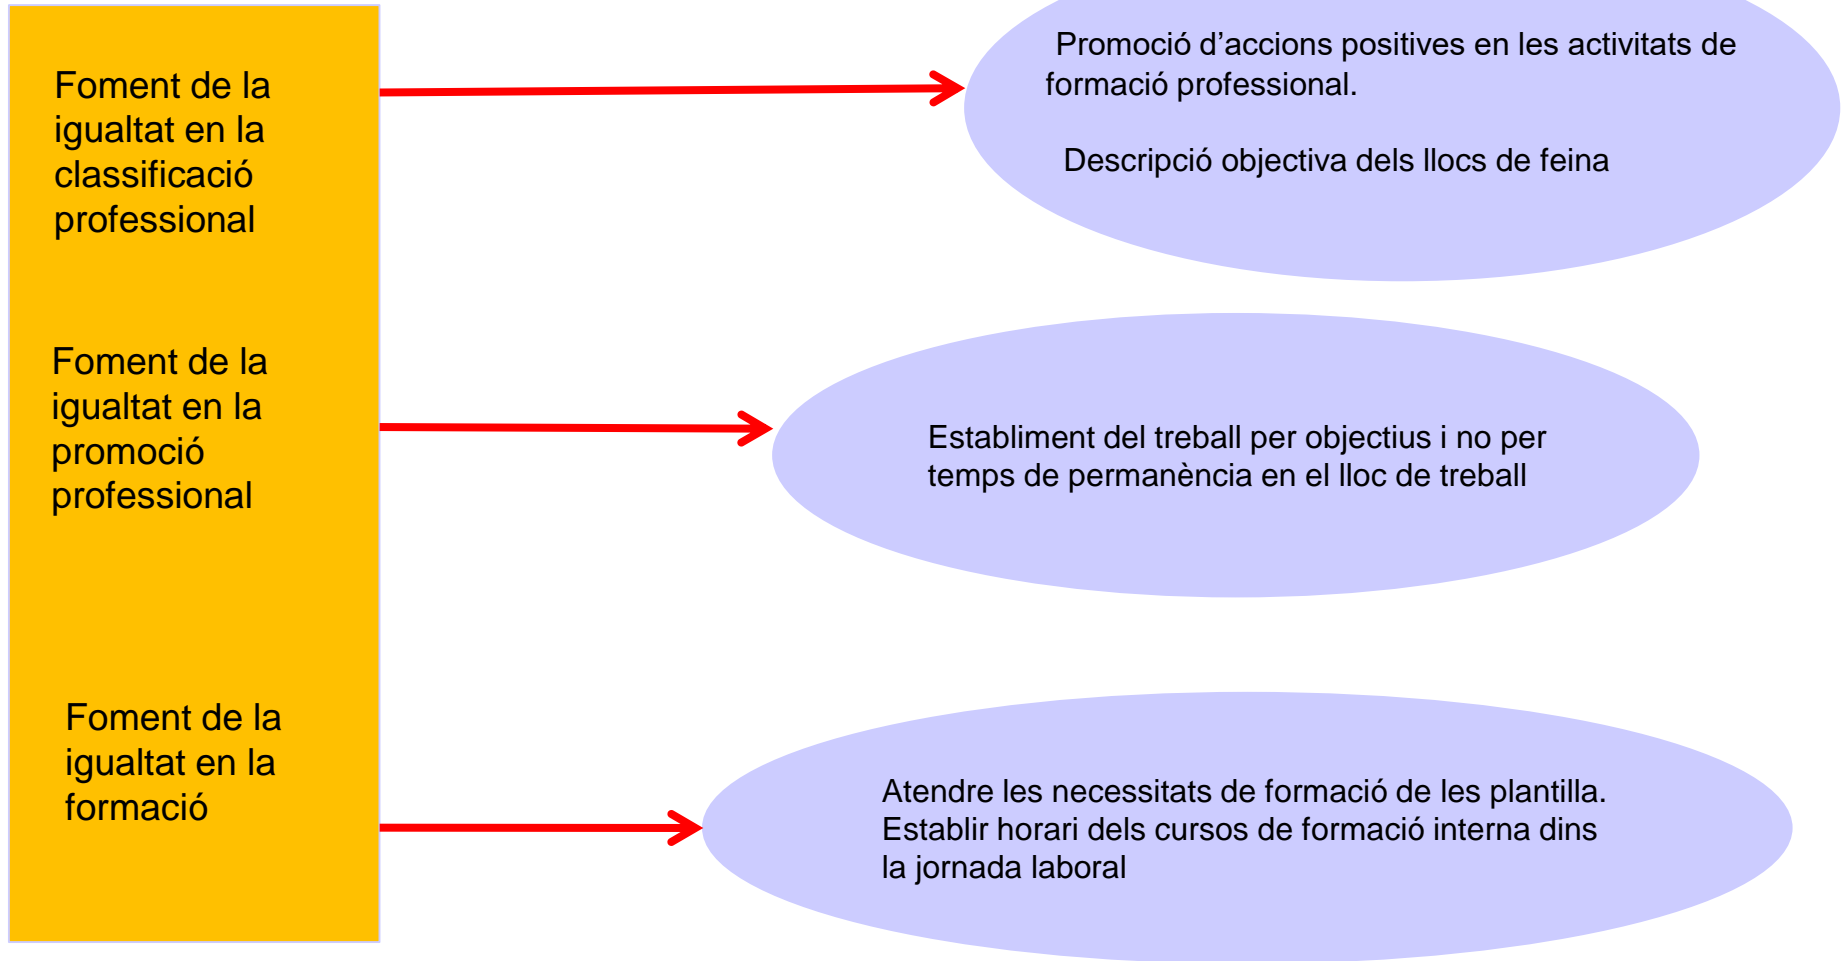 Foment de la
igualtat en la
classificació
professional
Promoció d’accions positives en les activitats de
formació professional.
Descripció objectiva dels llocs de feina
Foment de la
igualtat en la
promoció
professional
Establiment del treball per objectius i no per
temps de permanència en el lloc de treball
Foment de la
igualtat en la
formació
Atendre les necessitats de formació de les plantilla.
Establir horari dels cursos de formació interna dins
la jornada laboral